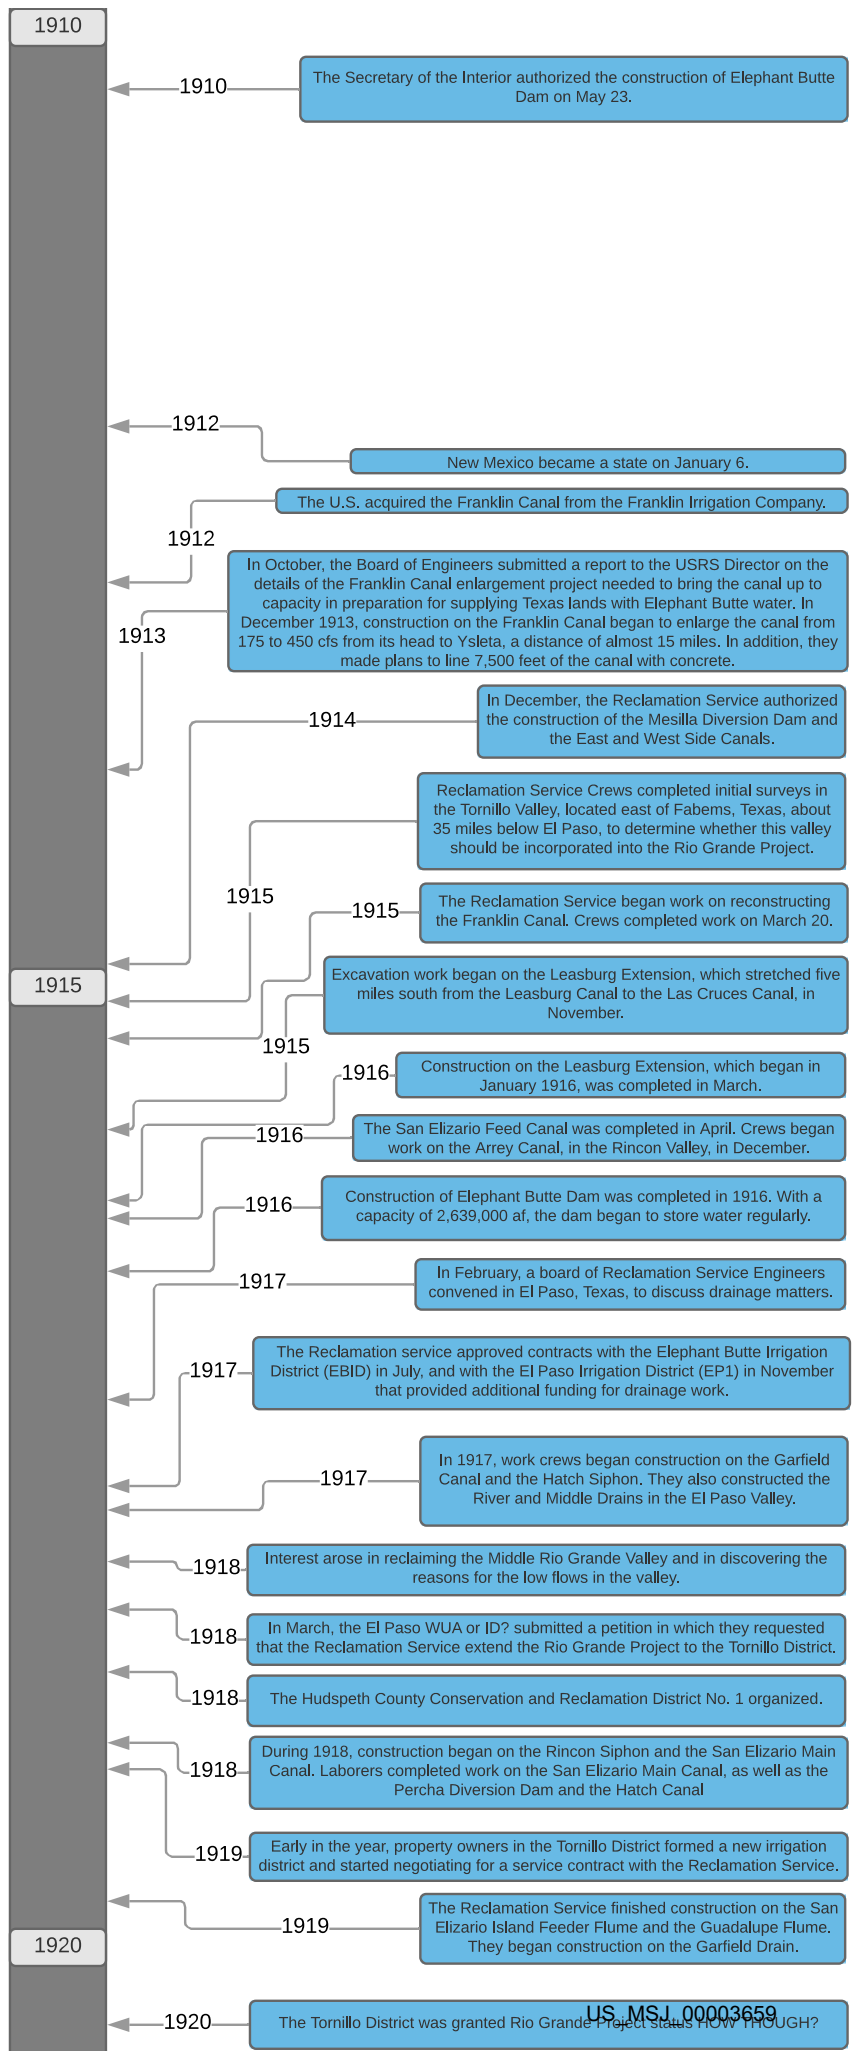 1910
1910
The Secretary of the Interior authorized the construction of Elephant Butte
Dam on May 23.
1912
New Mexico became a state on January 6.
The U.S. acquired the Franklin Canal from the Franklin Irrigation Company.
1912
In October, the Board of Engineers submitted a report to the USRS Director on the
details of the Franklin Canal enlargement project needed to bring the canal up to
capacity in preparation for supplying Texas lands with Elephant Butte water. In
December 1913, construction on the Franklin Canal began to enlarge the canal from
175 to 450 cfs from its head to Ysleta, a distance of almost 15 miles. In addition, they
made plans to line 7,500 feet of the canal with concrete.
1913
In December, the Reclamation Service authorized
the construction of the Mesilla Diversion Dam and
the East and West Side Canals.
1914
Reclamation Service Crews completed initial surveys in
the Tornillo Valley, located east of Fabems, Texas, about
35 miles below El Paso, to determine whether this valley
should be incorporated into the Rio Grande Project.
1915
1915
The Reclamation Service began work on reconstructing
the Franklin Canal. Crews completed work on March 20.
1915
Excavation work began on the Leasburg Extension, which stretched five
miles south from the Leasburg Canal to the Las Cruces Canal, in
November.
1915
1916
Construction on the Leasburg Extension, which began in
January 1916, was completed in March.
1916
The San Elizario Feed Canal was completed in April. Crews began
work on the Arrey Canal, in the Rincon Valley, in December.
1916
Construction of Elephant Butte Dam was completed in 1916. With a
capacity of 2,639,000 af, the dam began to store water regularly.
1917
In February, a board of Reclamation Service Engineers
convened in El Paso, Texas, to discuss drainage matters.
1917
The Reclamation service approved contracts with the Elephant Butte Irrigation
District (EBID) in July, and with the El Paso Irrigation District (EP1) in November
that provided additional funding for drainage work.
1917
In 1917, work crews began construction on the Garfield
Canal and the Hatch Siphon. They also constructed the
River and Middle Drains in the El Paso Valley.
1918
Interest arose in reclaiming the Middle Rio Grande Valley and in discovering the
reasons for the low flows in the valley.
1918
In March, the El Paso WUA or ID? submitted a petition in which they requested
that the Reclamation Service extend the Rio Grande Project to the Tornillo District.
1918
The Hudspeth County Conservation and Reclamation District No. 1 organized.
1918
During 1918, construction began on the Rincon Siphon and the San Elizario Main
Canal. Laborers completed work on the San Elizario Main Canal, as well as the
Percha Diversion Dam and the Hatch Canal
1919
Early in the year, property owners in the Tornillo District formed a new irrigation
district and started negotiating for a service contract with the Reclamation Service.
1919
The Reclamation Service finished construction on the San
Elizario Island Feeder Flume and the Guadalupe Flume.
They began construction on the Garfield Drain.
1920
1920
The Tornillo District was granted Rio Grande Project status HOW THOUGH?
US_MSJ_00003659